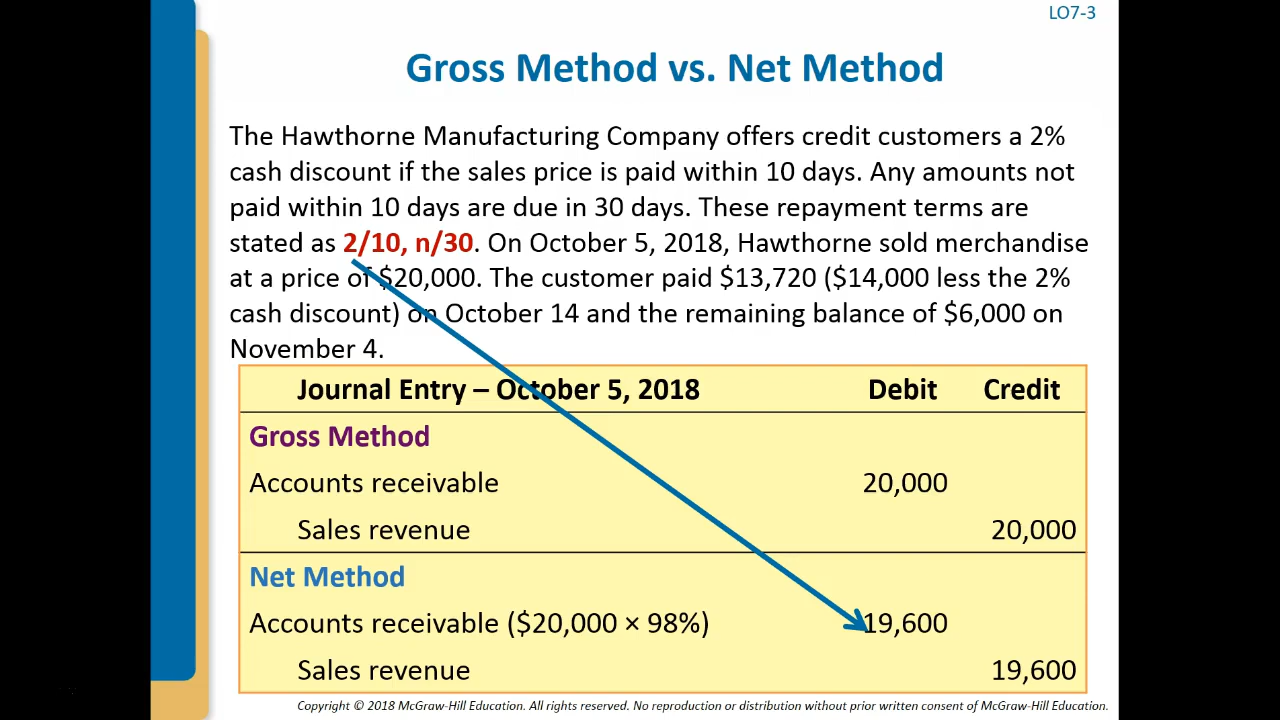 LO7-3
Gross Method vs. Net Method
The Hawthorne Manufacturing Company offers credit customers a 2%
cash discount if the sales price is paid within 10 days. Any amounts not
paid within 10 days are due in 30 days. These repayment terms are
stated as 2/10, n/30. On October 5, 2018, Hawthorne sold merchandise
at a price of $20,000. The customer paid $13,720 ($14,000 less the 2%
cash discount) on October 14 and the remaining balance of $6,000 on
November 4.
Journal Entry – October 5, 2018 Debit Credit
Gross Method
Accounts receivable 20,000
Sales revenue 20,000
Net Method
Accounts receivable ($20,000 × 98%) 19,600
Sales revenue 19,600
Copyright © 2018 McGraw-Hill Education. All rights reserved. No reproduction or distribution without prior written consent of McGraw-Hill Education.